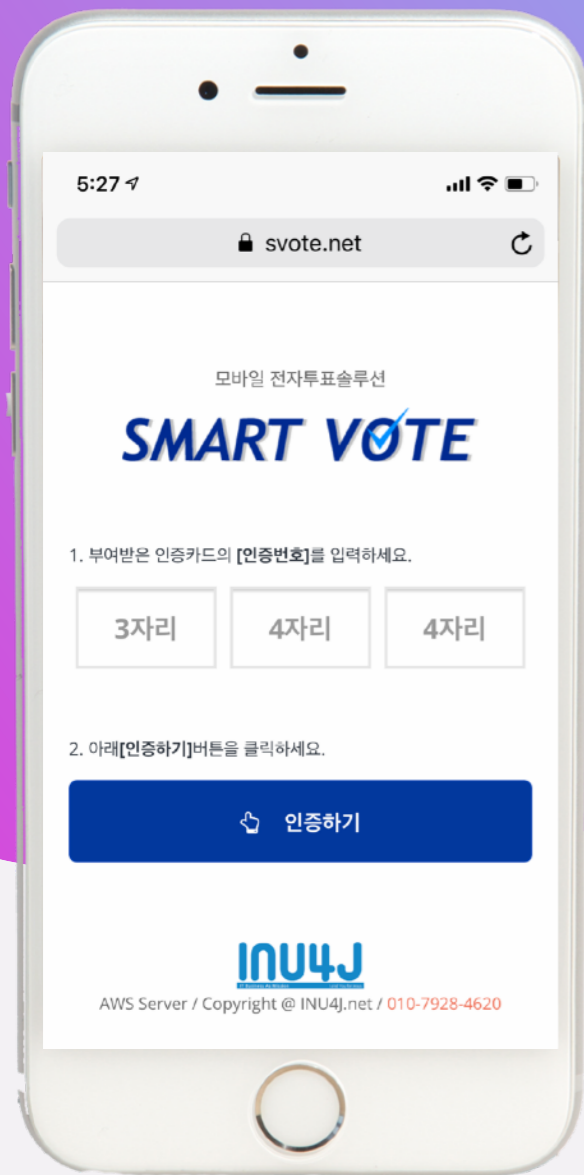 5:27
svote.net
모바일 전자투표솔루션
SMART VOTE
1. 부여받은 인증카드의 [인증번호]를 입력하세요.
3자리 4자리 4자리
2. 아래[인증하기]버튼을 클릭하세요.
인증하기
INU4J
AWS Server / Copyright @ INU4J.net / 010-7928-4620